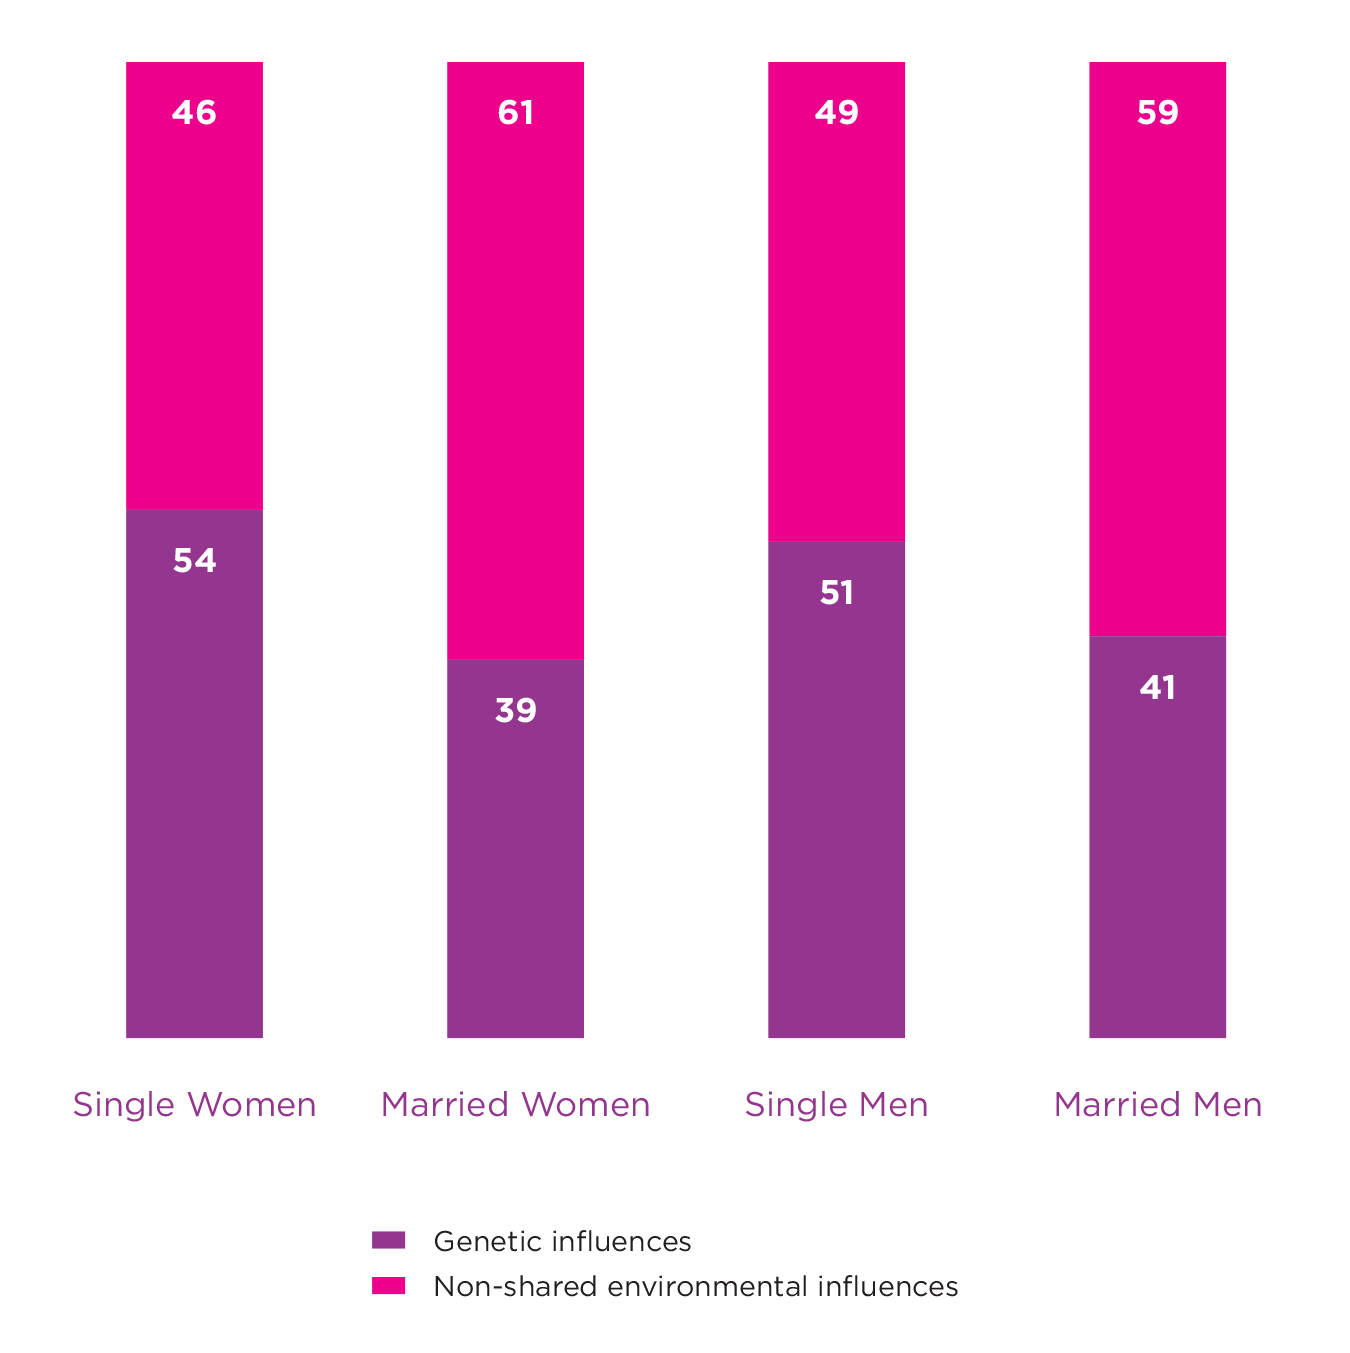 46
61
49
59
54
51
41
39
Single Women
Married Women
Single Men
Married Men
Genetic influences
Non-shared environmental influences